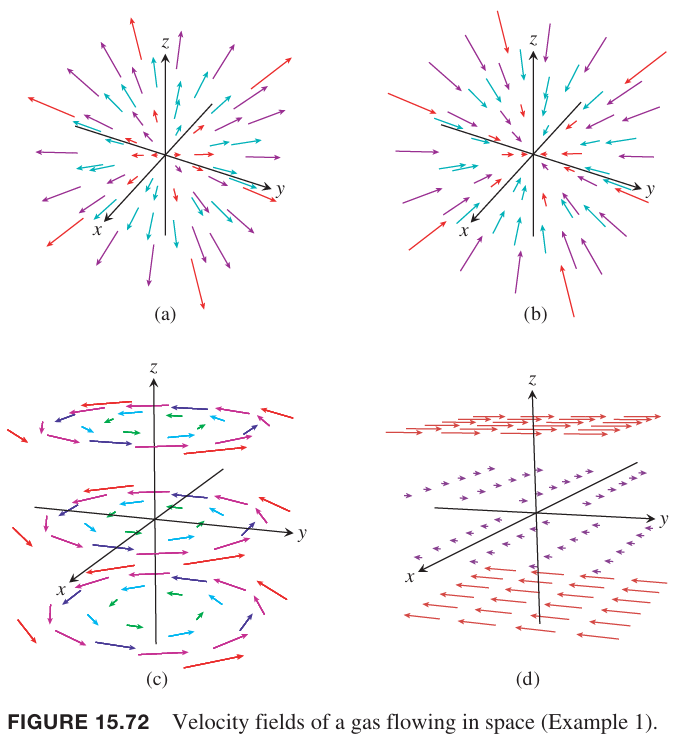 z
z
y
y
x
x
(a)
(b)
z
z
y
y
x
x
(c)
(d)
FIGURE 15.72 Velocity fields of a gas flowing in space (Example 1).